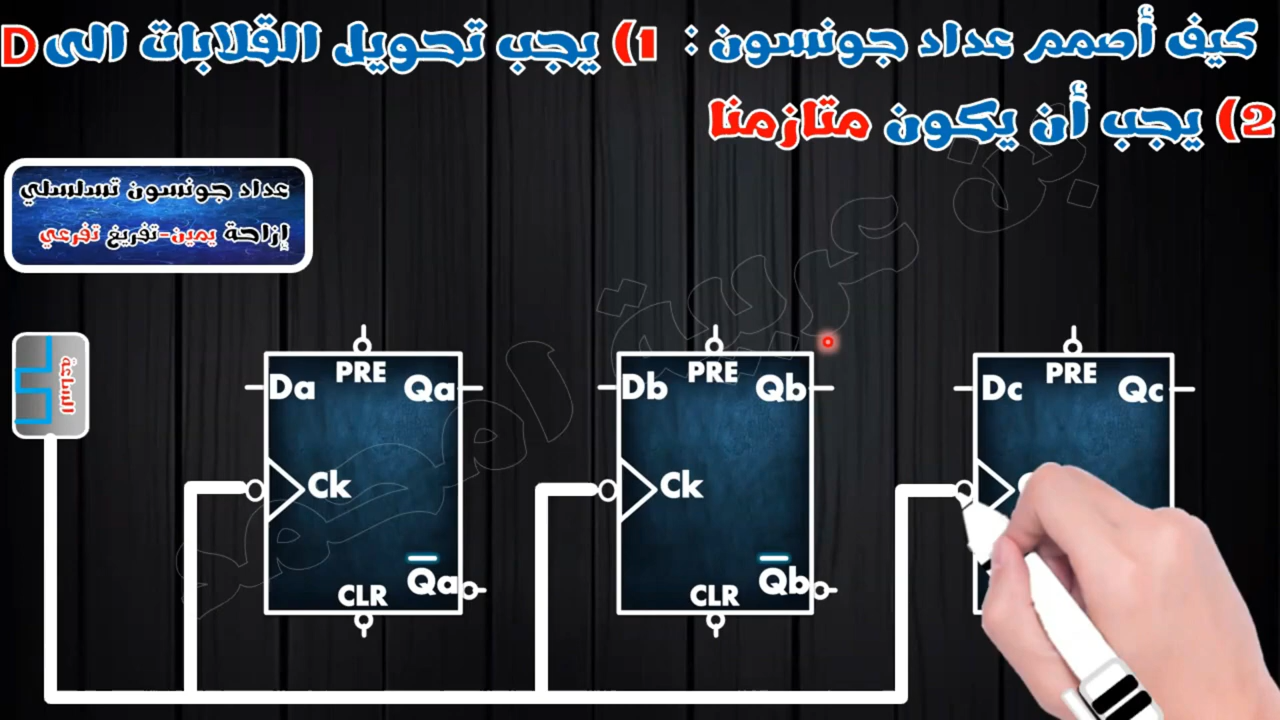 كيف أصمم عداد جونسون : 1) يجب تحويل القلابات الى D
2) يجب أن يكون متازمنا
عداد جونسون تسلسلي
إزاحة يمين-تفريغ تفرعي
الساعة
PRE
Da
Qa
Ck
Qa
CLR
PRE
Db
Qb
Ck
Qb
CLR
PRE
Dc
Qc